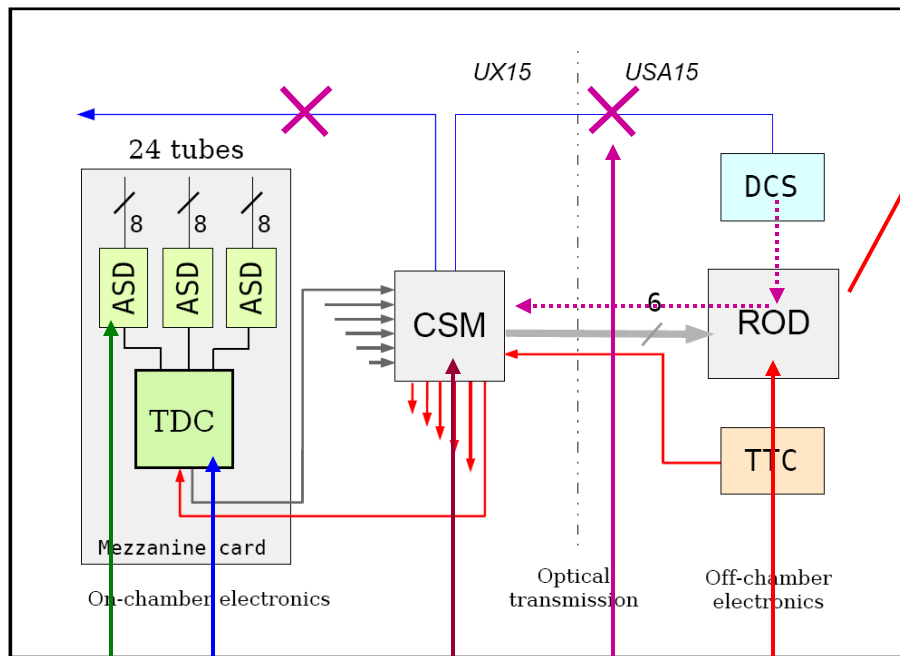 UX15
USA15
24 tubes
8
8
8
DCS
ASD
ASD
ASD
CSM
6
ROD
TDC
TTC
Mezzanine card
On-chamber electronics
Optical
transmission
Off-chamber
electronics